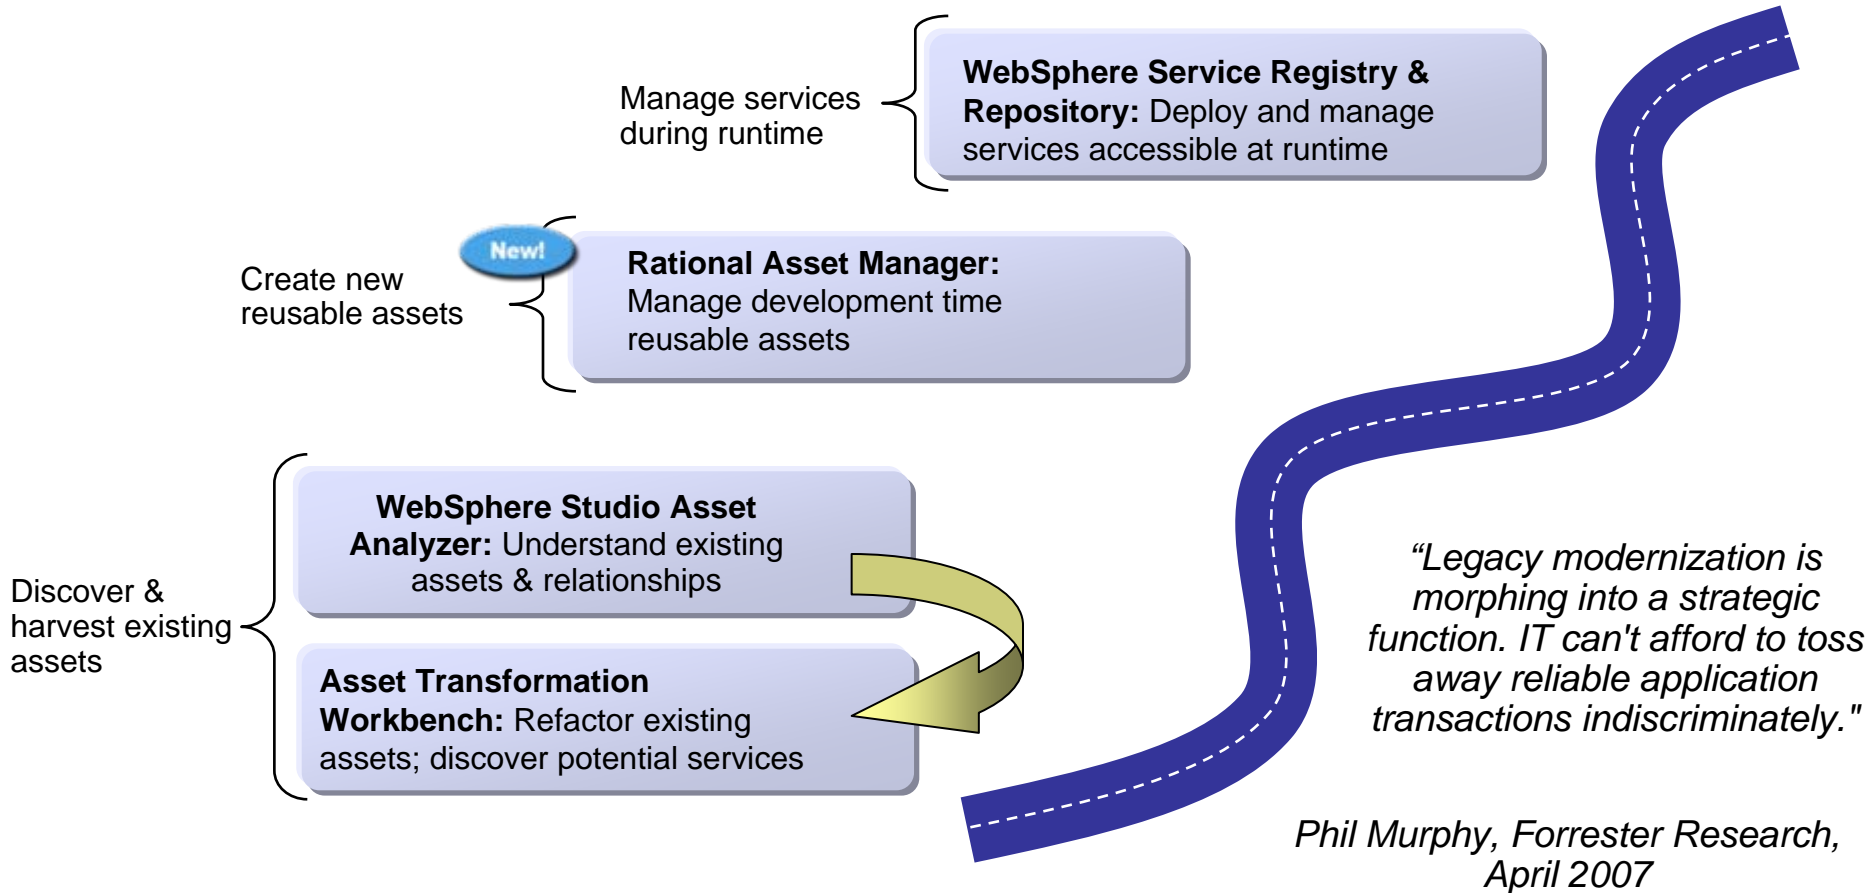 Manage services
during runtime
WebSphere Service Registry &
Repository: Deploy and manage
services accessible at runtime
New!
Create new
reusable assets
Rational Asset Manager:
Manage development time
reusable assets
Discover &
harvest existing
assets
WebSphere Studio Asset
Analyzer: Understand existing
assets & relationships
Asset Transformation
Workbench: Refactor existing
assets; discover potential services
“Legacy modernization is
morphing into a strategic
function. IT can't afford to toss
away reliable application
transactions indiscriminately."
Phil Murphy, Forrester Research,
April 2007